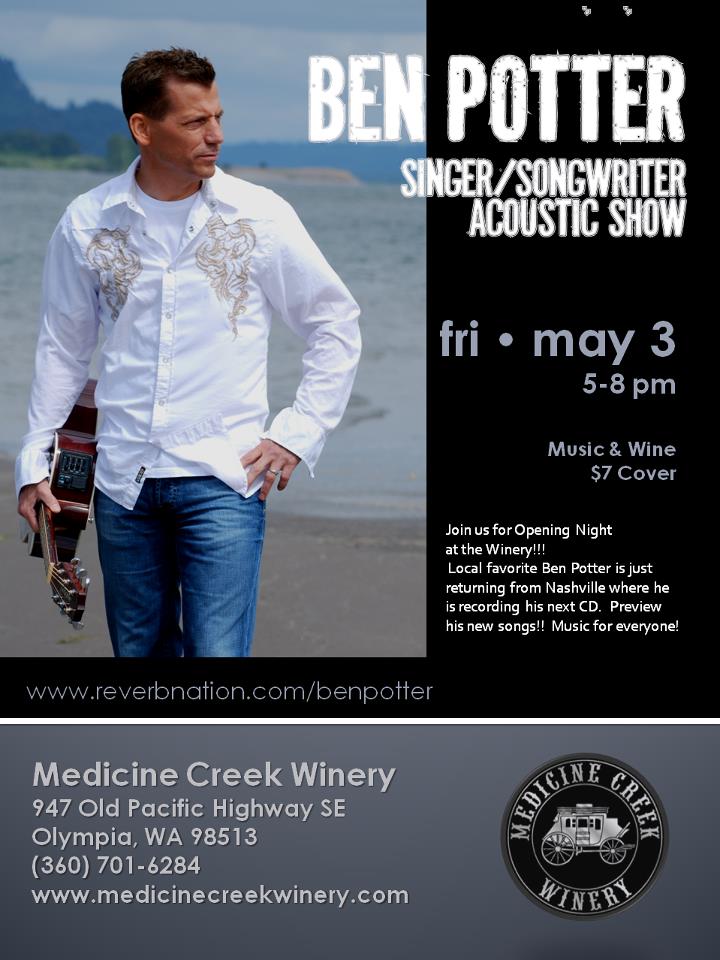 BEN POTTER
SINGER/SONGWRITER
ACOUSTIC SHOW
fri • may 3
5-8 pm
Music & Wine
$7 Cover
Join us for Opening Night
at the Winery!!!
Local favorite Ben Potter is just
returning from Nashville where he
is recording his next CD. Preview
his new songs!! Music for everyone!
www.reverbnation.com/benpotter
Medicine Creek Winery
947 Old Pacific Highway SE
Olympia, WA 98513
(360) 701-6284
www.medicinecreekwinery.com
MEDICINE CREEK
WINERY